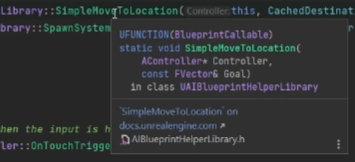 Library::SimpleMoveToLocation( Controller: this, CachedDestinat
brary::SpawnSystem
UFUNCTION(BlueprintCallable)
static void SimpleMoveToLocation(
AController* Controller,
const FVector& Goal)
in class UAIBlueprintHelperLibrary
`SimpleMoveToLocation` on
docs.unrealengine.com ↗
AIBlueprintHelperLibrary.h
hen the input is h
ler::OnTouchTrigge